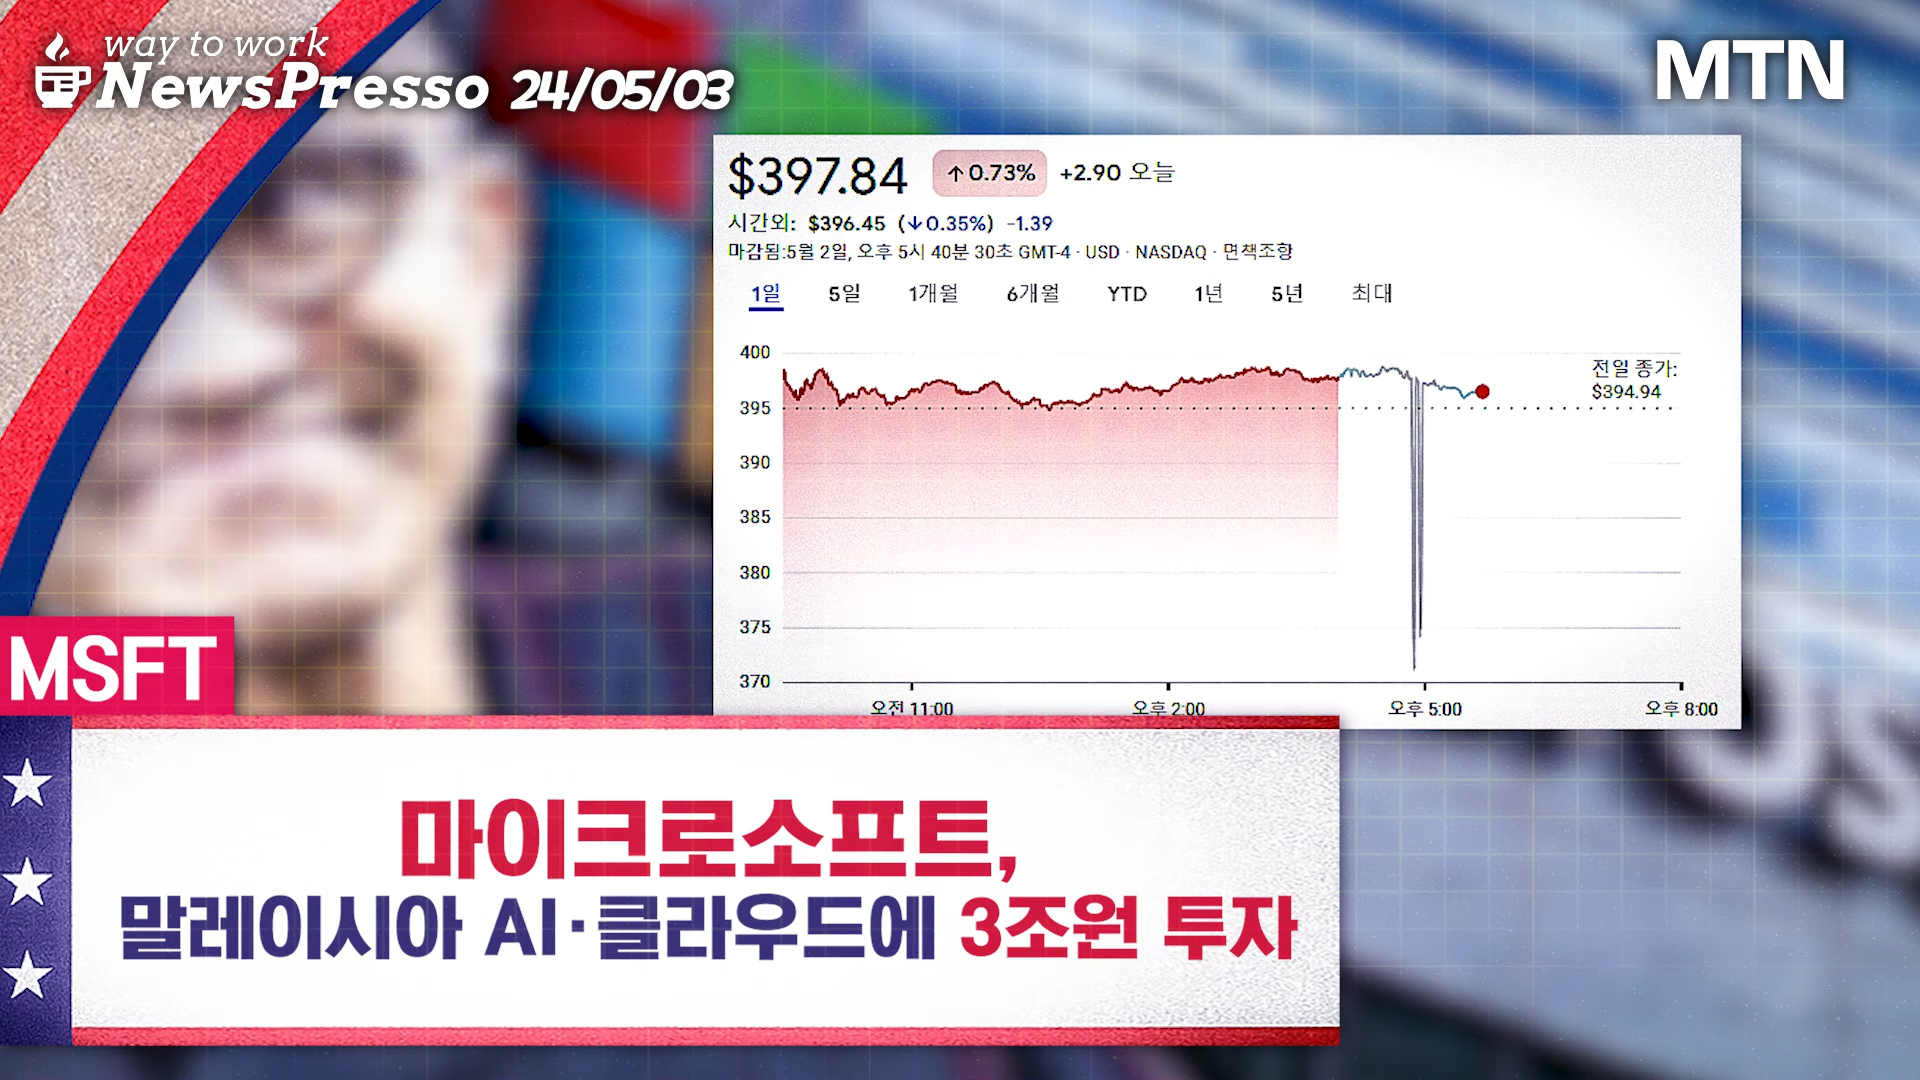 way to work
NewsPresso 24/05/03
MTN
$397.84 ↑0.73% +2.90 오늘
시간외: $396.45 (↓0.35%) -1.39
마감됨:5월 2일, 오후 5시 40분 30초 GMT-4 · USD · NASDAQ · 면책조항
1일 5일 1개월 6개월 YTD 1년 5년 최대
400
395
390
385
380
375
370
전일 종가:
$394.94
오전 11:00 오후 2:00 오후 5:00 오후 8:00
MSFT
마이크로소프트,
말레이시아 AI·클라우드에 3조원 투자